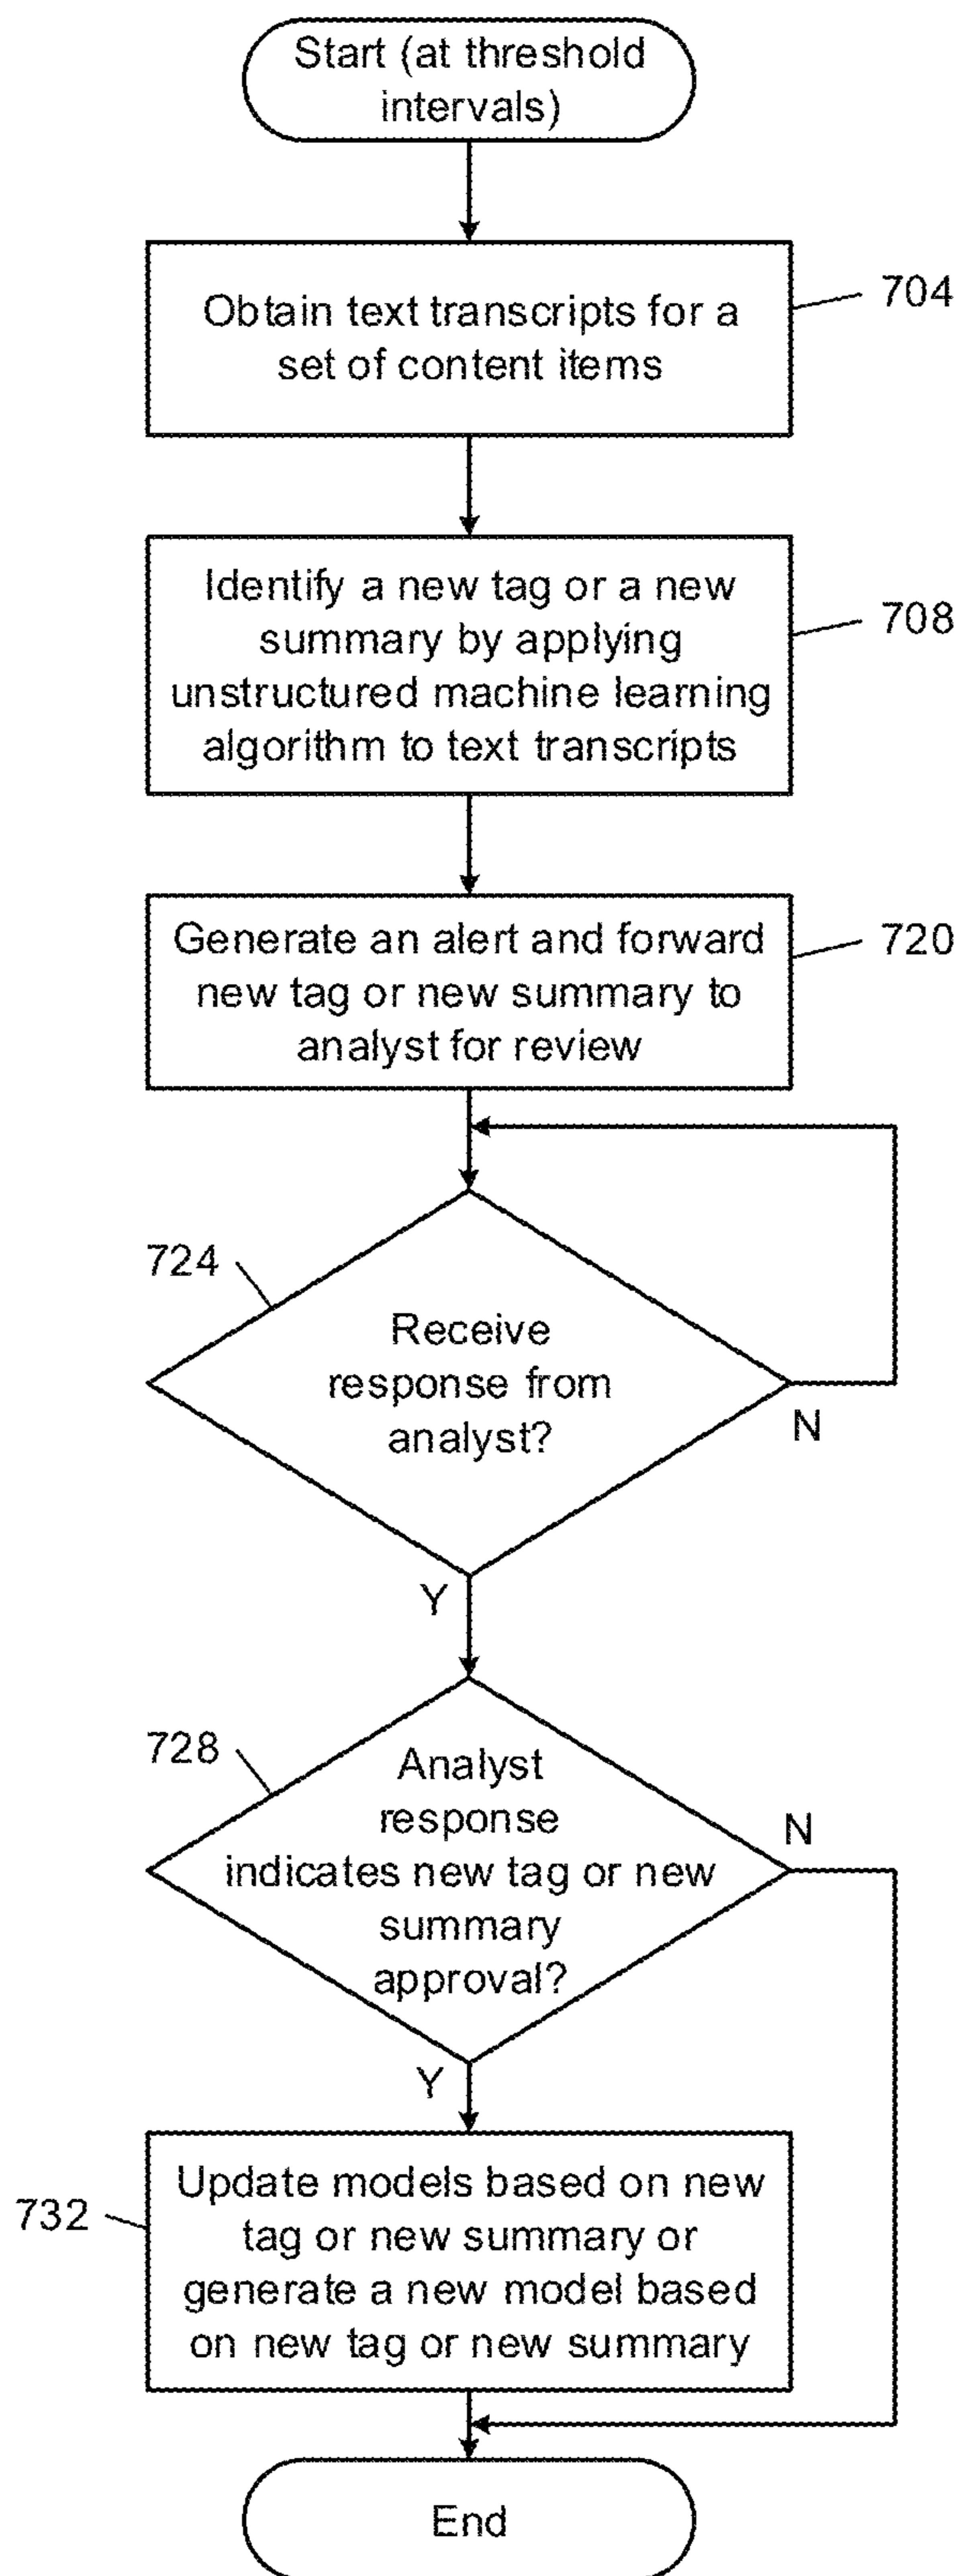 Start (at threshold
intervals)
Obtain text transcripts for a
set of content items
704
Identify a new tag or a new
summary by applying
unstructured machine learning
algorithm to text transcripts
708
Generate an alert and forward
new tag or new summary to
analyst for review
720
724
Receive
response from
analyst?
N
Y
728
Analyst
response
indicates new tag or new
summary
approval?
N
Y
732
Update models based on new
tag or new summary or
generate a new model based
on new tag or new summary
End